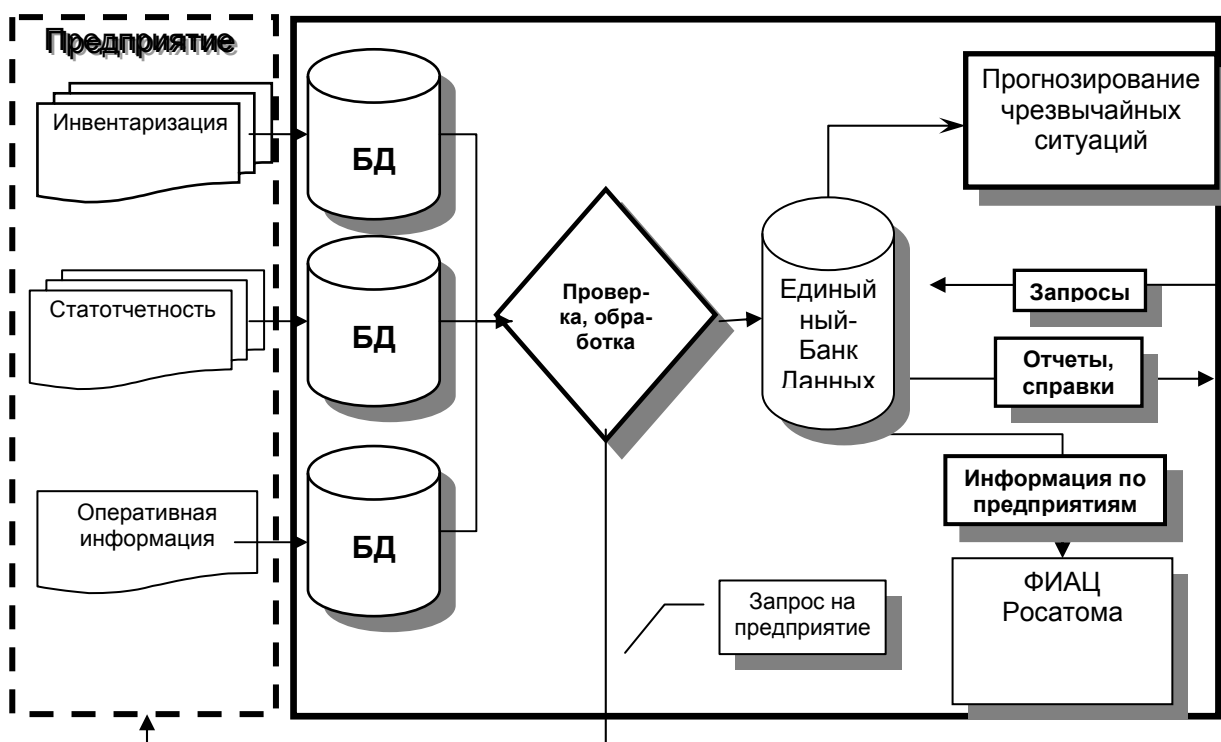 Предприятие
Инвентаризация
Статотчетность
Оперативная
информация
БД
БД
БД
Провер-
ка, обра-
ботка
Единый
ный-
Банк
Данных
Прогнозирование
чрезвычайных
ситуаций
Запросы
Отчеты,
справки
Информация по
предприятиям
ФИАЦ
Росатома
Запрос на
предприятие